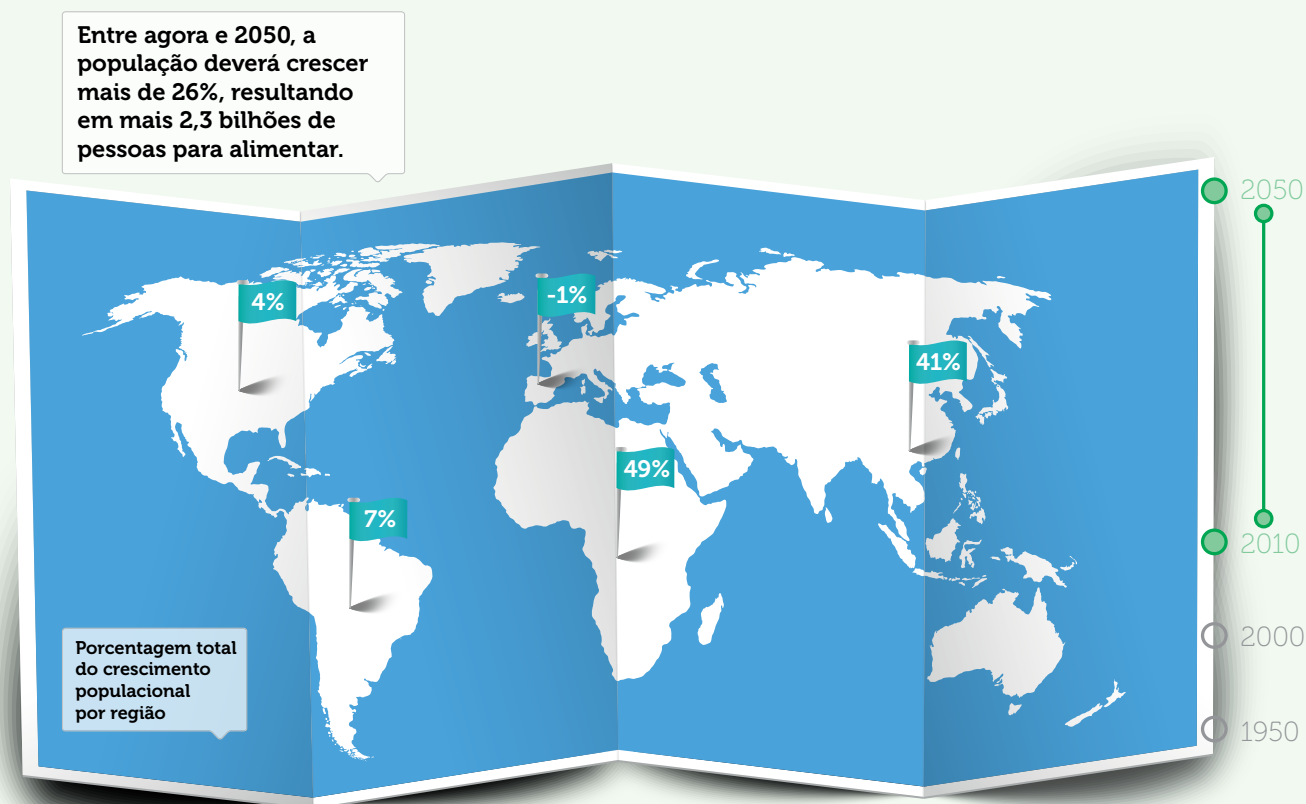 Entre agora e 2050, a
população deverá crescer
mais de 26%, resultando
em mais 2,3 bilhões de
pessoas para alimentar.
2050
4%
-1%
41%
49%
7%
2010
2000
1950
Porcentagem total
do crescimento
populacional
por região